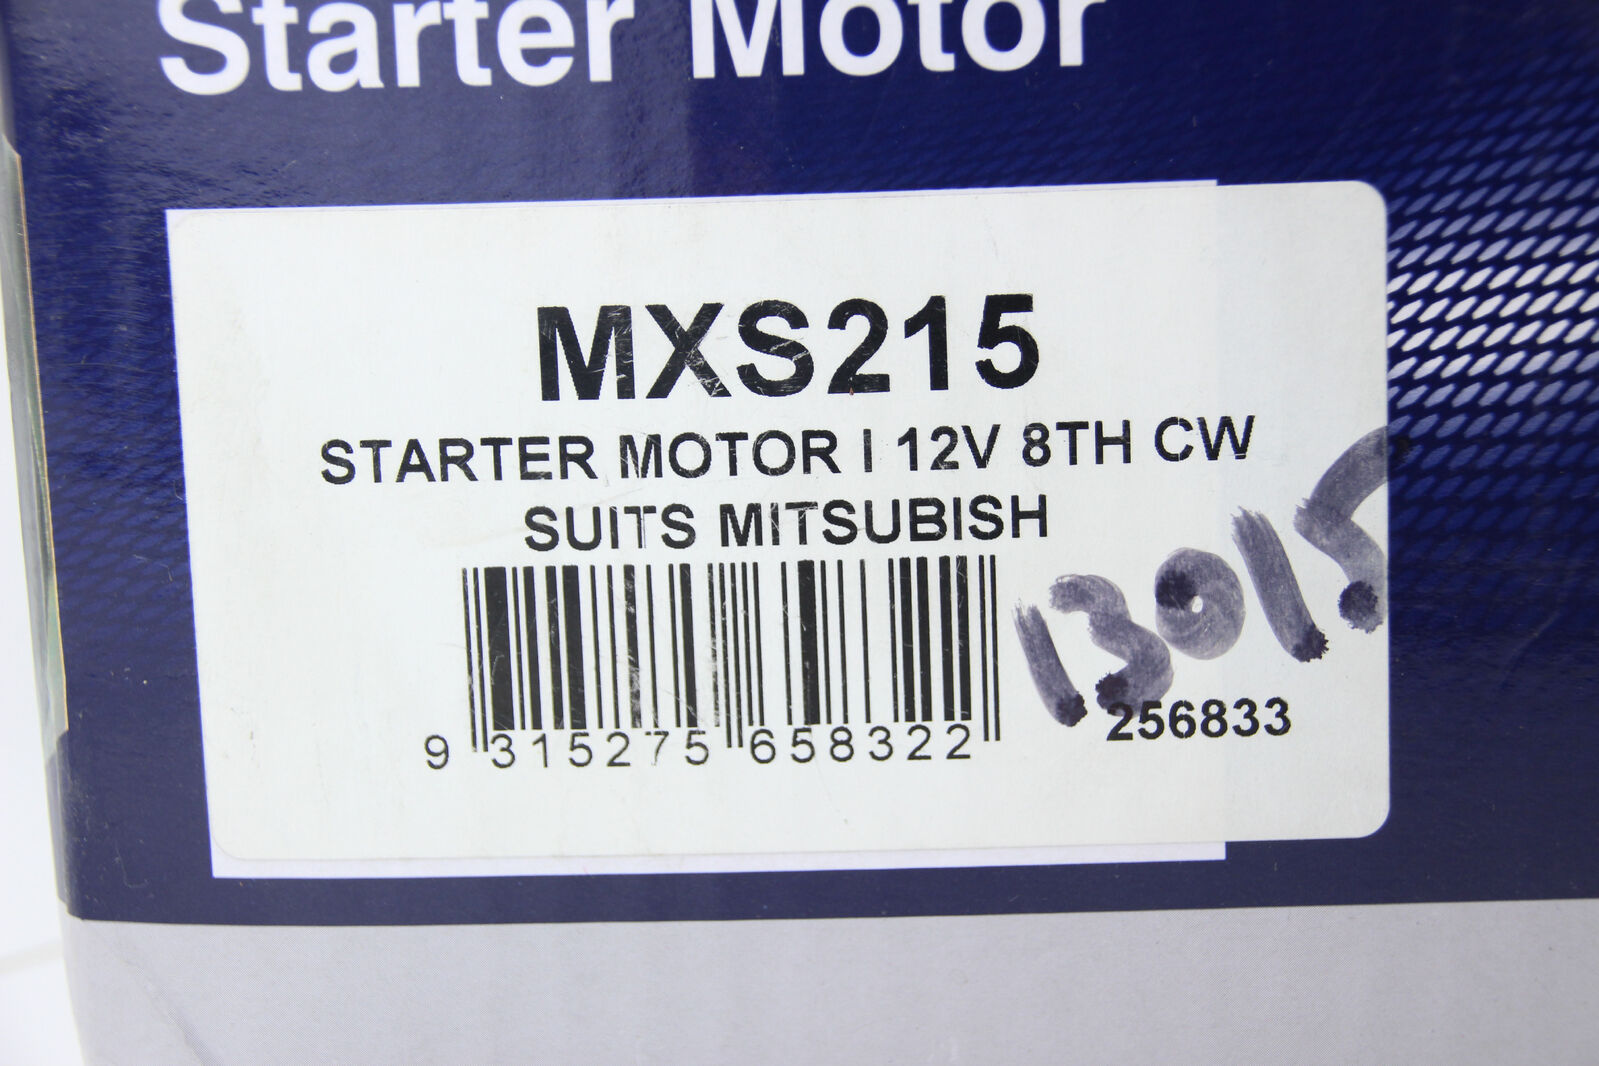 Starter Motor
MXS215
STARTER MOTOR I 12V 8TH CW
SUITS MITSUBISH
13015
256833
9 315275 658322